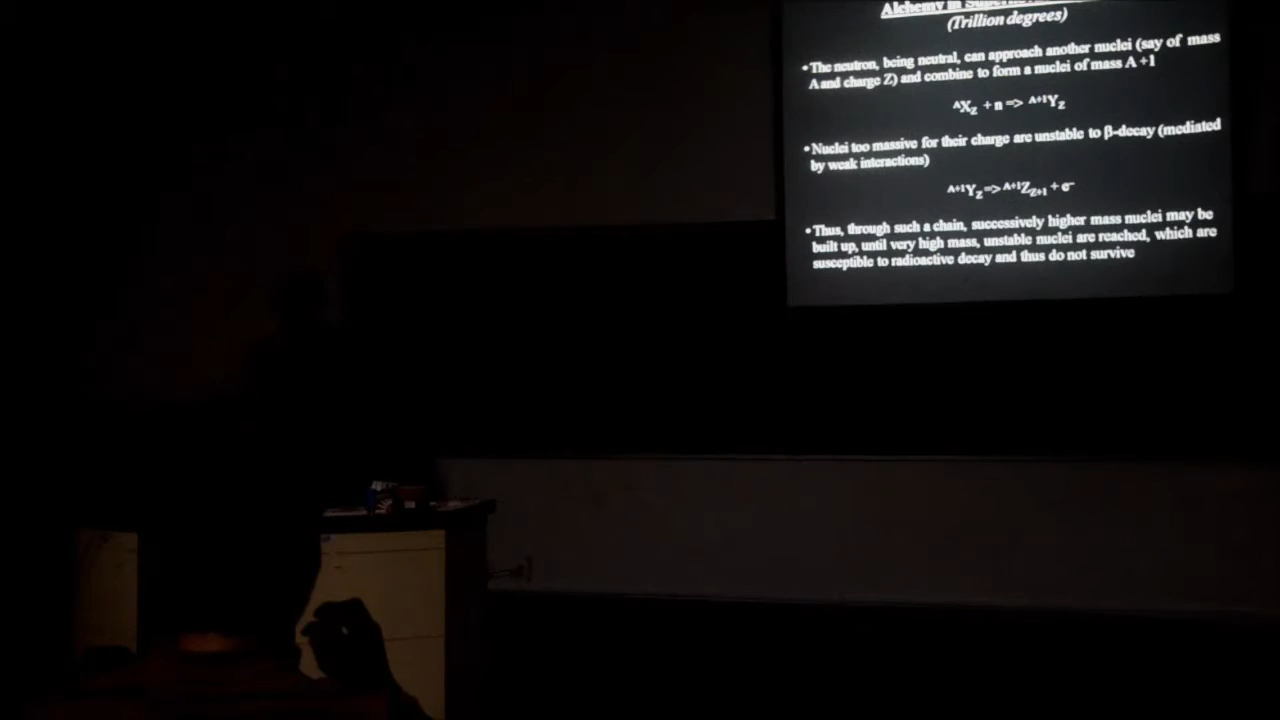 Alchemy in
(Trillion degrees)
•The neutron, being neutral, can approach another nuclei (say of mass
A and charge Z) and combine to form a nuclei of mass A +1
ᴬXz + n => ᴬ⁺¹Yz
•Nuclei too massive for their charge are unstable to β-decay (mediated
by weak interactions)
ᴬ⁺¹Yz => ᴬ⁺¹Zz+1 + e⁻
•Thus, through such a chain, successively higher mass nuclei may be
built up, until very high mass, unstable nuclei are reached, which are
susceptible to radioactive decay and thus do not survive